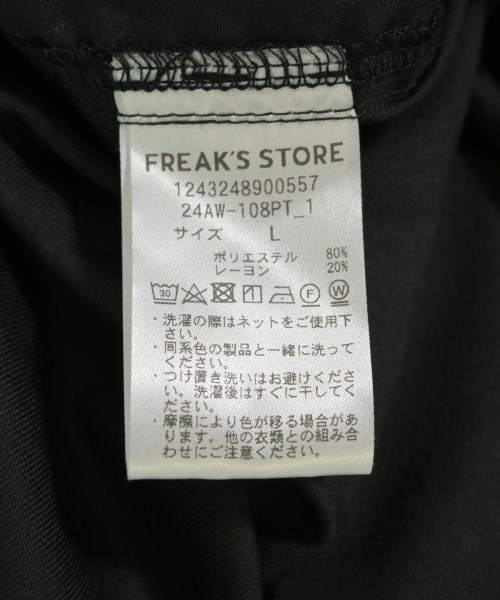 FREAK'S STORE
1243248900557
24AW-108PT_1
サイズ L
ポリエステル 80%
レーヨン 20%
30 F W
・洗濯の際はネットをご使用下
さい。
・同系色の製品と一緒に洗って
ください。
・つけ置き洗いはお避けくださ
い。洗濯後はすぐに干してく
ださい。
・摩擦により色が移る場合があ
ります。他の衣類との組み合
わせにご注意ください。